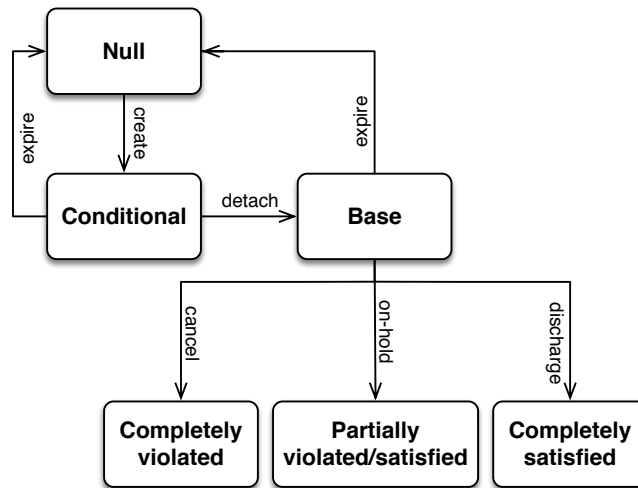 Null
expire
create
expire
Conditional
detach
Base
cancel
on-hold
discharge
Completely
violated
Partially
violated/satisfied
Completely
satisfied